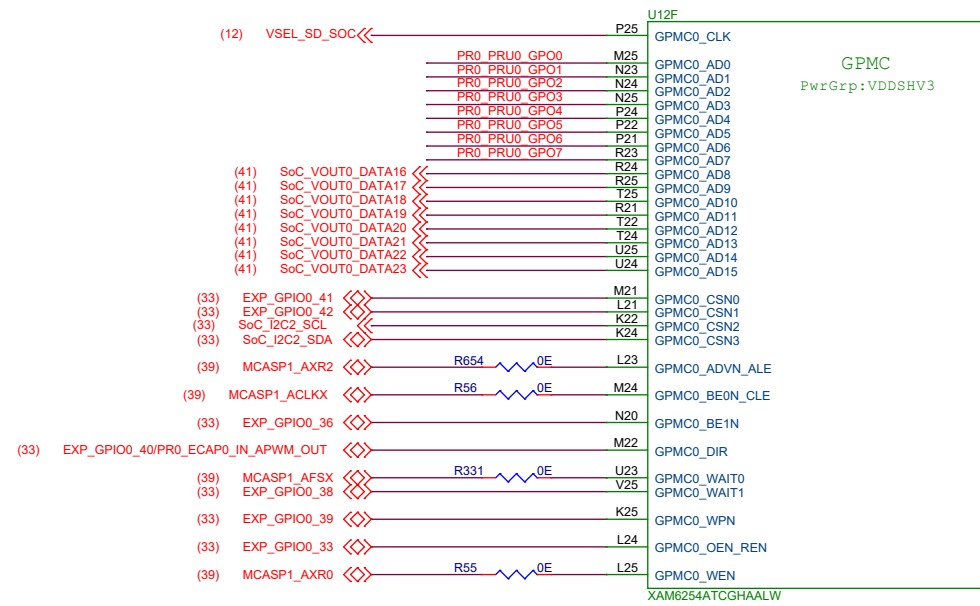 U12F
(12) VSEL_SD_SOC P25 GPMC0_CLK
GPMC
PwrGrp:VDDSHV3
PR0_PRU0_GPO0 M25 GPMC0_AD0
PR0_PRU0_GPO1 N23 GPMC0_AD1
PR0_PRU0_GPO2 N24 GPMC0_AD2
PR0_PRU0_GPO3 N25 GPMC0_AD3
PR0_PRU0_GPO4 P24 GPMC0_AD4
PR0_PRU0_GPO5 P22 GPMC0_AD5
PR0_PRU0_GPO6 P21 GPMC0_AD6
PR0_PRU0_GPO7 R23 GPMC0_AD7
(41) SoC_VOUT0_DATA16 R24 GPMC0_AD8
(41) SoC_VOUT0_DATA17 R25 GPMC0_AD9
(41) SoC_VOUT0_DATA18 T25 GPMC0_AD10
(41) SoC_VOUT0_DATA19 R21 GPMC0_AD11
(41) SoC_VOUT0_DATA20 T22 GPMC0_AD12
(41) SoC_VOUT0_DATA21 T24 GPMC0_AD13
(41) SoC_VOUT0_DATA22 U25 GPMC0_AD14
(41) SoC_VOUT0_DATA23 U24 GPMC0_AD15
(33) EXP_GPIO0_41 M21 GPMC0_CSN0
(33) EXP_GPIO0_42 L21 GPMC0_CSN1
(33) SoC_I2C2_SCL K22 GPMC0_CSN2
(33) SoC_I2C2_SDA K24 GPMC0_CSN3
(39) MCASP1_AXR2 R654 0E L23 GPMC0_ADVN_ALE
(39) MCASP1_ACLKX R56 0E M24 GPMC0_BE0N_CLE
(33) EXP_GPIO0_36 N20 GPMC0_BE1N
(33) EXP_GPIO0_40/PR0_ECAP0_IN_APWM_OUT M22 GPMC0_DIR
(39) MCASP1_AFSX R331 0E U23 GPMC0_WAIT0
(33) EXP_GPIO0_38 V25 GPMC0_WAIT1
(33) EXP_GPIO0_39 K25 GPMC0_WPN
(33) EXP_GPIO0_33 L24 GPMC0_OEN_REN
(39) MCASP1_AXR0 R55 0E L25 GPMC0_WEN
XAM6254ATCGHAALW